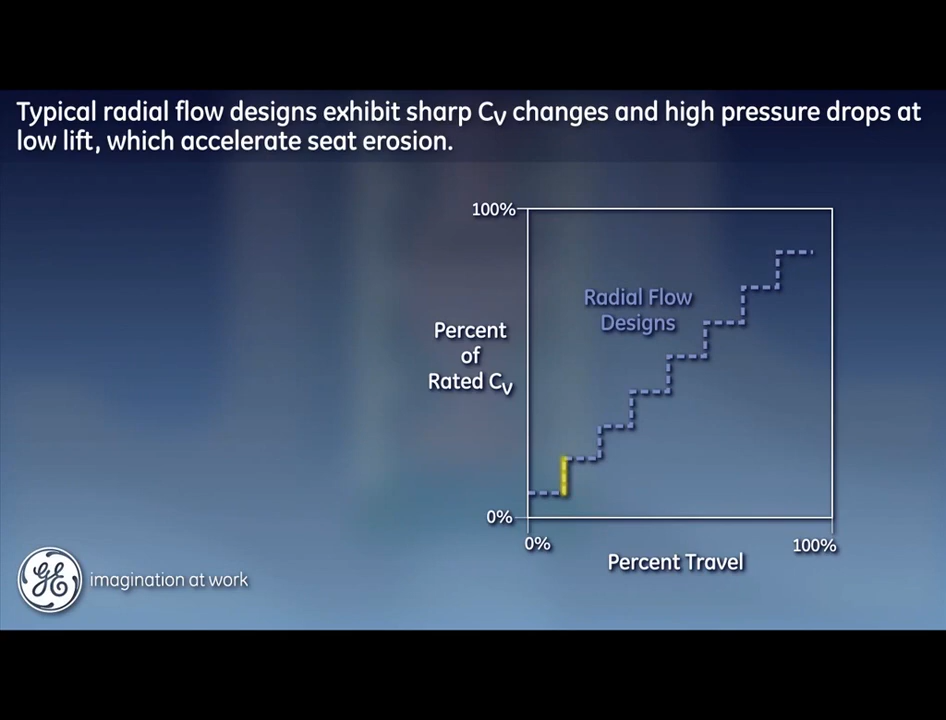 Typical radial flow designs exhibit sharp Cv changes and high pressure drops at
low lift, which accelerate seat erosion.
100%
Radial Flow
Designs
Percent
of
Rated Cv
0%
0%
100%
Percent Travel
GE
imagination at work